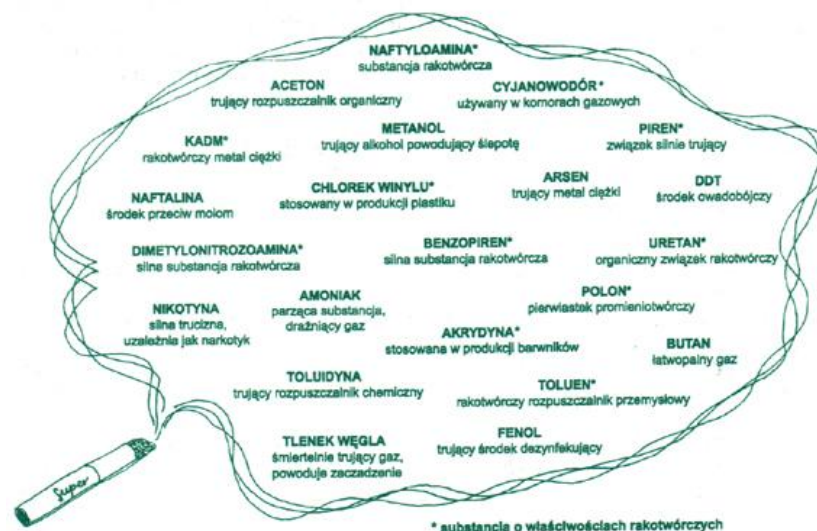 NAFTYLOAMINA*
substancja rakotwórcza
ACETON
trujący rozpuszczalnik organiczny
CYJANOWODÓR*
używany w komorach gazowych
KADM*
rakotwórczy metal ciężki
METANOL
trujący alkohol powodujący ślepotę
PIREN*
związek silnie trujący
NAFTALINA
środek przeciw molom
CHLOREK WINYLU*
stosowany w produkcji plastiku
ARSEN
trujący metal ciężki
DDT
środek owadobójczy
DIMETYLONITROZOAMINA*
silna substancja rakotwórcza
BENZOPIREN*
silna substancja rakotwórcza
URETAN*
organiczny związek rakotwórczy
NIKOTYNA
silna trucizna,
uzależnia jak narkotyk
AMONIAK
parząca substancja,
drażniący gaz
POLON*
pierwiastek promieniotwórczy
AKRYDYNA*
stosowana w produkcji barwników
BUTAN
łatwopalny gaz
TOLUIDYNA
trujący rozpuszczalnik chemiczny
TOLUEN*
rakotwórczy rozpuszczalnik przemysłowy
TLENEK WĘGLA
śmiertelnie trujący gaz,
powoduje zaczadzenie
FENOL
trujący środek dezynfekujący
Super
* substancja o właściwościach rakotwórczych